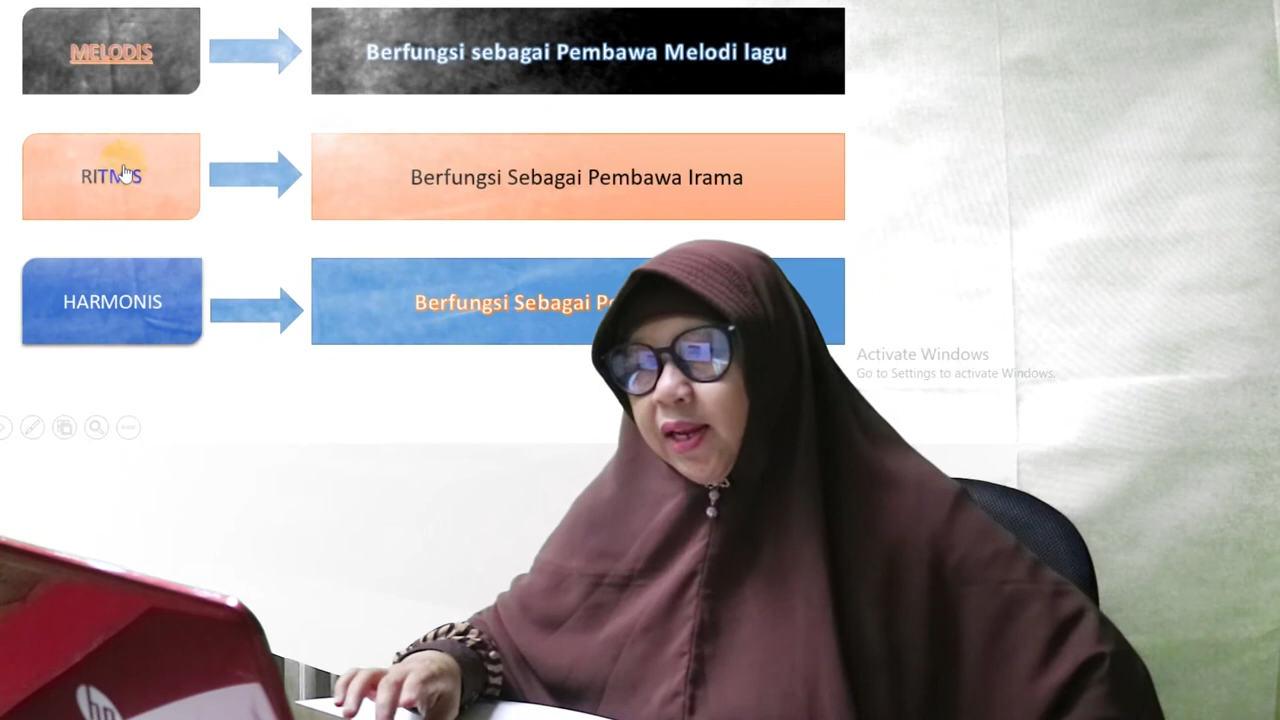 MELODIS
Berfungsi sebagai Pembawa Melodi lagu
RITMIS
Berfungsi Sebagai Pembawa Irama
HARMONIS
Berfungsi Sebagai
Activate Windows
Go to Settings to activate Windows.
hp